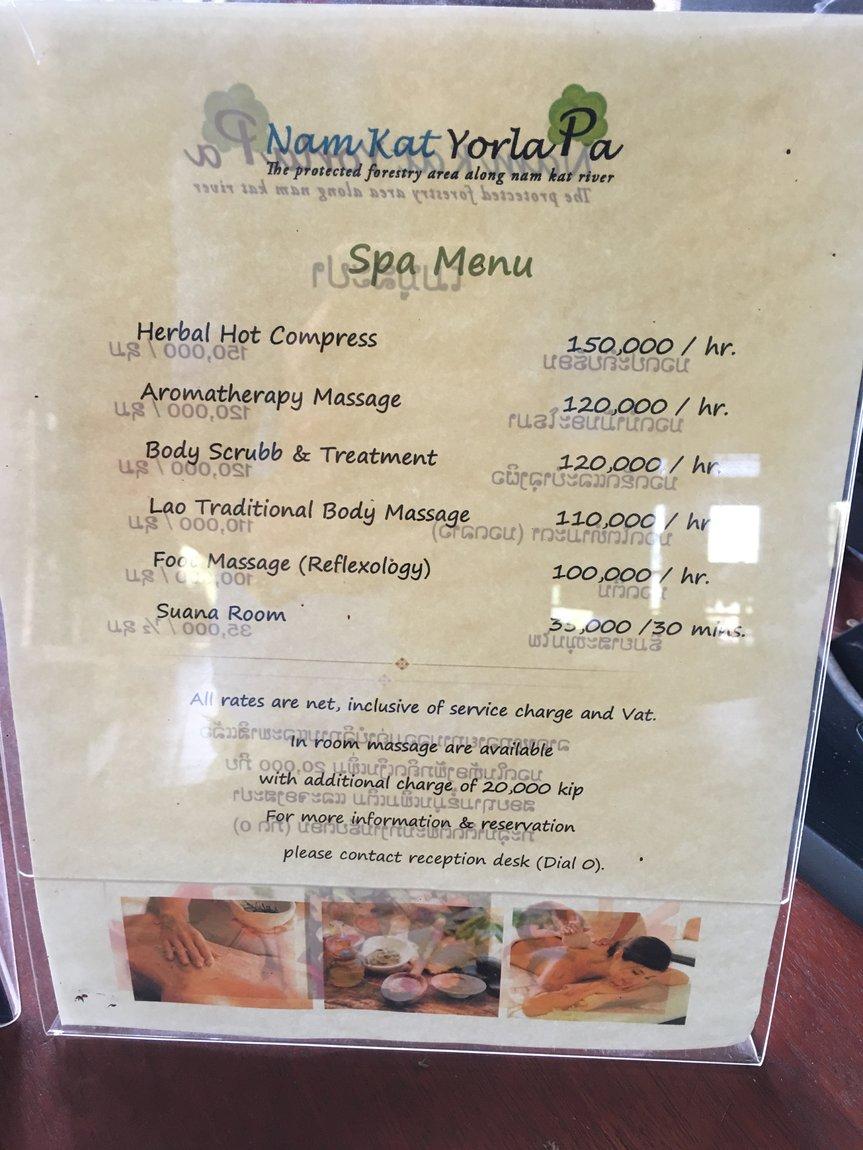 Nam Kat Yorla Pa
The protected forestry area along nam kat river
Spa Menu
Herbal Hot Compress 150,000 / hr.
Aromatherapy Massage 120,000 / hr.
Body Scrubb & Treatment 120,000 / hr.
Lao Traditional Body Massage 110,000 / hr
Foot Massage (Reflexology) 100,000 / hr.
Suana Room 35,000 /30 mins.
All rates are net, inclusive of service charge and Vat.
In room massage are available
with additional charge of 20,000 kip
For more information & reservation
please contact reception desk (Dial 0).